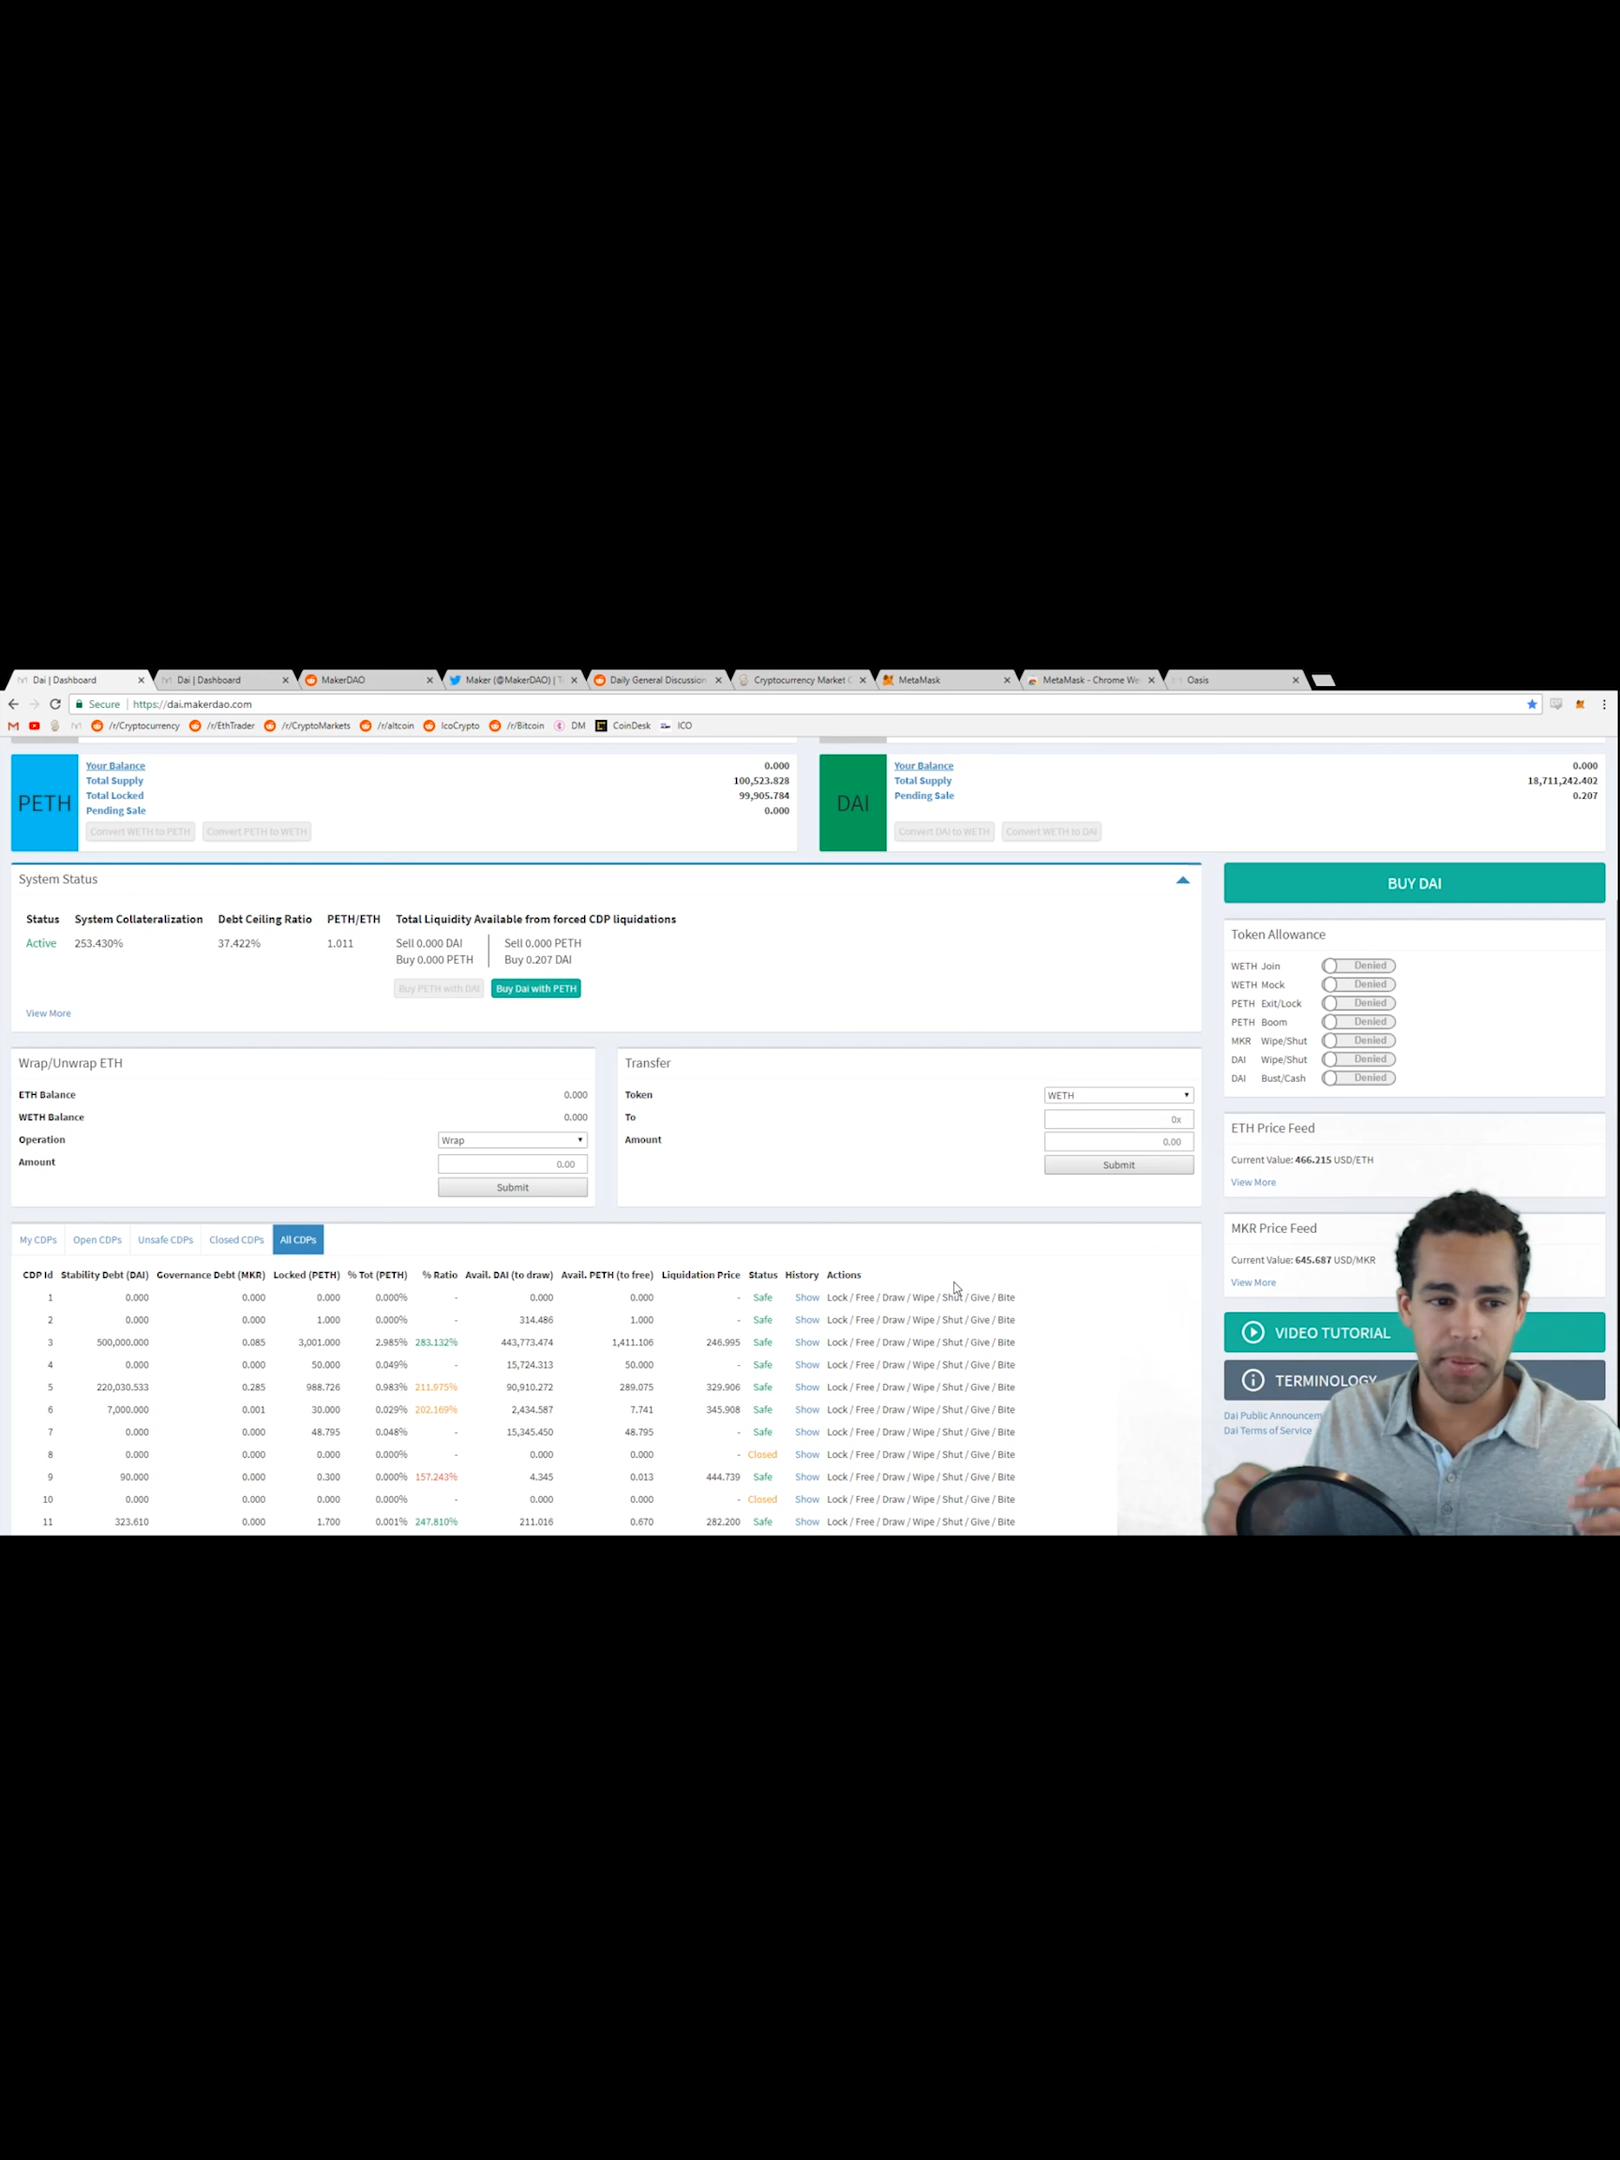 Dai | Dashboard
Dai | Dashboard
MakerDAO
Maker (@MakerDAO) |
Daily General Discussion
Cryptocurrency Market
MetaMask
MetaMask - Chrome We
Oasis
Secure https://dai.makerdao.com
/r/Cryptocurrency /r/EthTrader /r/CryptoMarkets /r/altcoin IcoCrypto /r/Bitcoin DM CoinDesk ICO
PETH
Your Balance 0.000
Total Supply 100,523.828
Total Locked 99,905.784
Pending Sale 0.000
Convert WETH to PETH Convert PETH to WETH
DAI
Your Balance 0.000
Total Supply 18,711,242.402
Pending Sale 0.207
Convert DAI to WETH Convert WETH to DAI
System Status
Status System Collateralization Debt Ceiling Ratio PETH/ETH Total Liquidity Available from forced CDP liquidations
Active 253.430% 37.422% 1.011 Sell 0.000 DAI Sell 0.000 PETH
Buy 0.000 PETH Buy 0.207 DAI
Buy PETH with DAI Buy Dai with PETH
View More
BUY DAI
Token Allowance
WETH Join Denied
WETH Mock Denied
PETH Exit/Lock Denied
PETH Boom Denied
MKR Wipe/Shut Denied
DAI Wipe/Shut Denied
DAI Bust/Cash Denied
Wrap/Unwrap ETH
ETH Balance 0.000
WETH Balance 0.000
Operation Wrap
Amount 0.00
Submit
Transfer
Token WETH
To 0x
Amount 0.00
Submit
ETH Price Feed
Current Value: 466.215 USD/ETH
View More
MKR Price Feed
Current Value: 645.687 USD/MKR
View More
VIDEO TUTORIAL
TERMINOLOGY
Dai Public Announcem
Dai Terms of Service
My CDPs Open CDPs Unsafe CDPs Closed CDPs All CDPs
CDP Id Stability Debt (DAI) Governance Debt (MKR) Locked (PETH) % Tot (PETH) % Ratio Avail. DAI (to draw) Avail. PETH (to free) Liquidation Price Status History Actions
1 0.000 0.000 0.000 0.000% - 0.000 0.000 - Safe Show Lock / Free / Draw / Wipe / Shut / Give / Bite
2 0.000 0.000 1.000 0.000% - 314.486 1.000 - Safe Show Lock / Free / Draw / Wipe / Shut / Give / Bite
3 500,000.000 0.085 3,001.000 2.985% 283.132% 443,773.474 1,411.106 246.995 Safe Show Lock / Free / Draw / Wipe / Shut / Give / Bite
4 0.000 0.000 50.000 0.049% - 15,724.313 50.000 - Safe Show Lock / Free / Draw / Wipe / Shut / Give / Bite
5 220,030.533 0.285 988.726 0.983% 211.975% 90,910.272 289.075 329.906 Safe Show Lock / Free / Draw / Wipe / Shut / Give / Bite
6 7,000.000 0.001 30.000 0.029% 202.169% 2,434.587 7.741 345.908 Safe Show Lock / Free / Draw / Wipe / Shut / Give / Bite
7 0.000 0.000 48.795 0.048% - 15,345.450 48.795 - Safe Show Lock / Free / Draw / Wipe / Shut / Give / Bite
8 0.000 0.000 0.000 0.000% - 0.000 0.000 - Closed Show Lock / Free / Draw / Wipe / Shut / Give / Bite
9 90.000 0.000 0.300 0.000% 157.243% 4.345 0.013 444.739 Safe Show Lock / Free / Draw / Wipe / Shut / Give / Bite
10 0.000 0.000 0.000 0.000% - 0.000 0.000 - Closed Show Lock / Free / Draw / Wipe / Shut / Give / Bite
11 323.610 0.000 1.700 0.001% 247.810% 211.016 0.670 282.200 Safe Show Lock / Free / Draw / Wipe / Shut / Give / Bite